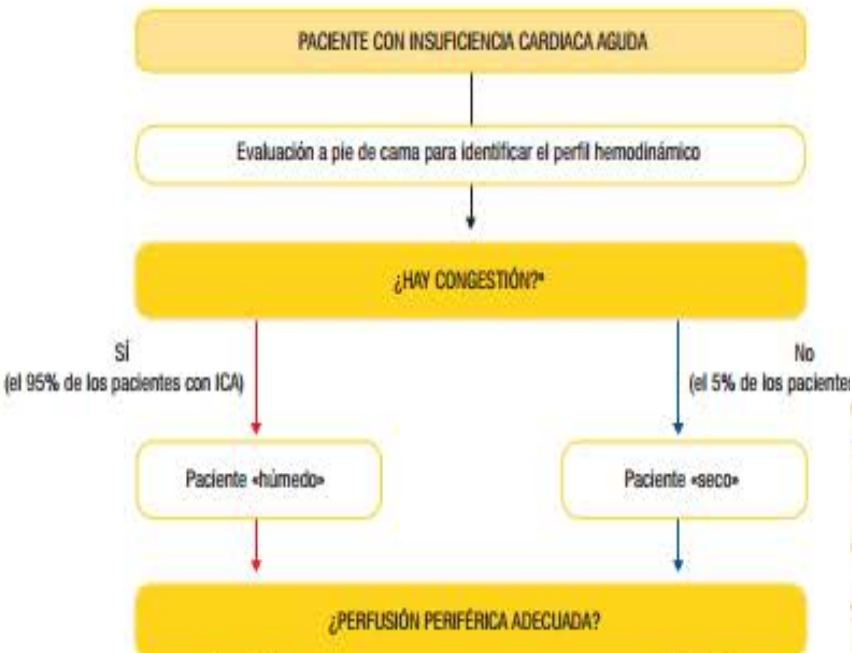 PACIENTE CON INSUFICIENCIA CARDIACA AGUDA
Evaluación a pie de cama para identificar el perfil hemodinámico
¿HAY CONGESTIÓN?ª
SÍ
(el 95% de los pacientes con ICA)
No
(el 5% de los pacientes
Paciente «húmedo»
Paciente «seco»
¿PERFUSIÓN PERIFÉRICA ADECUADA?